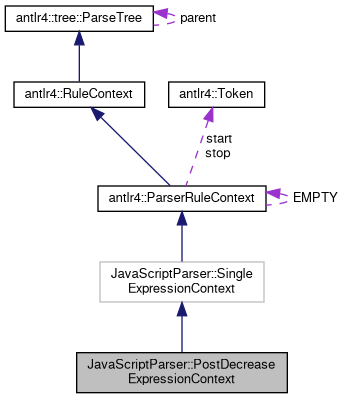 antlr4::tree::ParseTree
parent
antlr4::RuleContext
antlr4::Token
start
stop
antlr4::ParserRuleContext
EMPTY
JavaScriptParser::Single
ExpressionContext
JavaScriptParser::PostDecrease
ExpressionContext